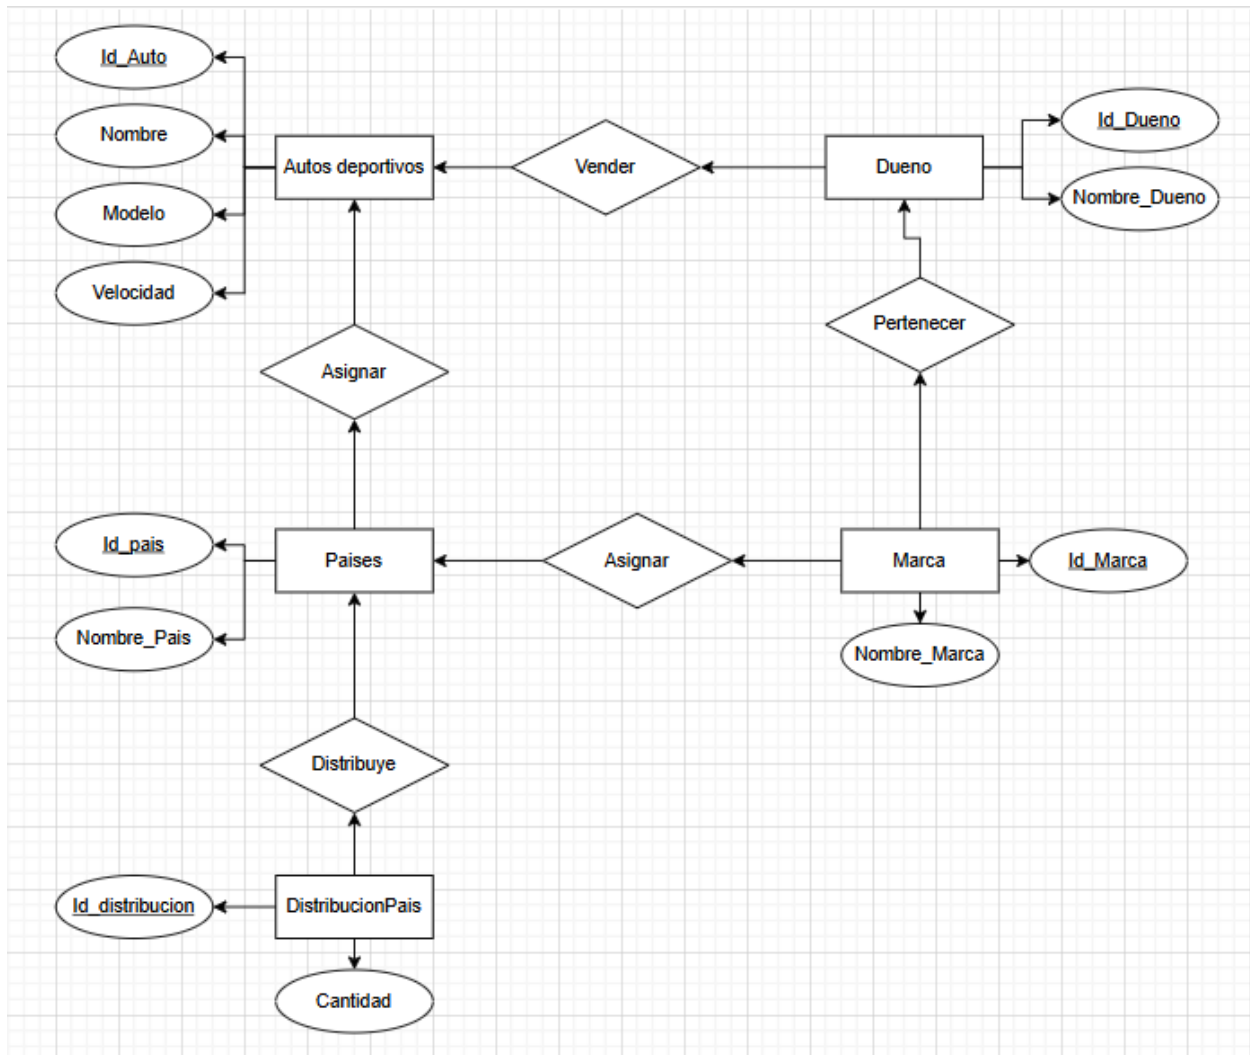 Id_Auto
Nombre
Modelo
Velocidad
Autos deportivos
Vender
Dueno
Id_Dueno
Nombre_Dueno
Asignar
Pertenecer
Id_pais
Nombre_Pais
Paises
Asignar
Marca
Id_Marca
Nombre_Marca
Distribuye
Id_distribucion
DistribucionPais
Cantidad